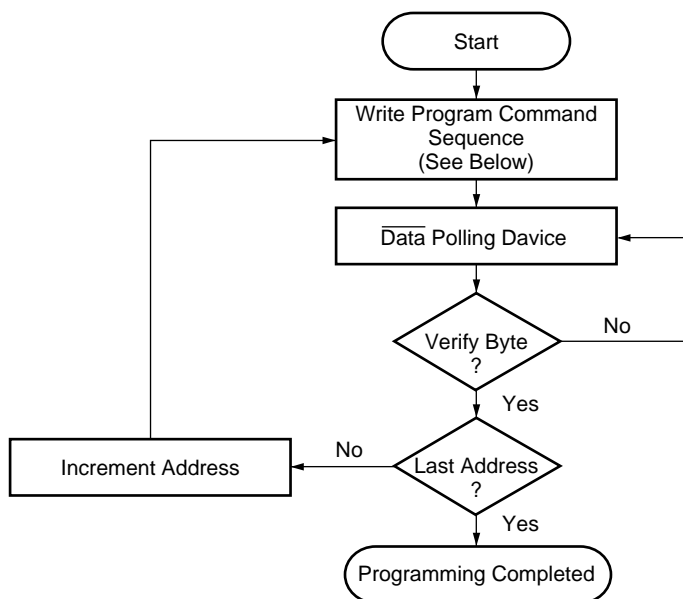 Start
Write Program Command
Sequence
(See Below)
Data Polling Davice
Verify Byte
?
No
Yes
Last Address
?
No
Increment Address
Yes
Programming Completed